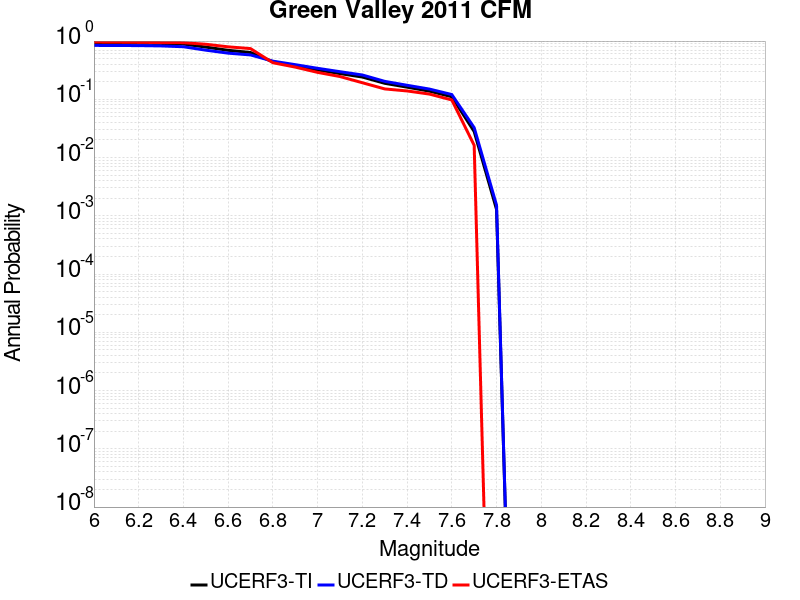 Green Valley 2011 CFM
10^0
10^-1
10^-2
10^-3
10^-4
10^-5
10^-6
10^-7
10^-8
Annual Probability
6 6.2 6.4 6.6 6.8 7 7.2 7.4 7.6 7.8 8 8.2 8.4 8.6 8.8 9
Magnitude
UCERF3-TI UCERF3-TD UCERF3-ETAS